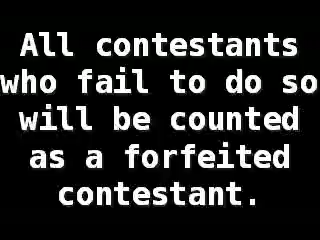 All contestants
who fail to do so
will be counted
as a forfeited
contestant.